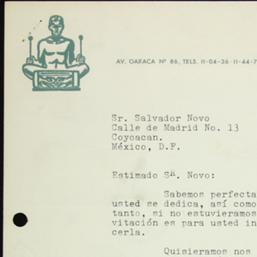 AV. OAXACA Nº 86, TELS. 11-04-36 - 11-44-7
Sr. Salvador Novo
Calle de Madrid No. 13
Coyoacan.
México, D.F.
Estimado Sr. Novo:
Sabemos perfecta
usted se dedica, así como
tanto, si no estuvieramos
vitación es para usted in
cerla.
Quisieramos nos